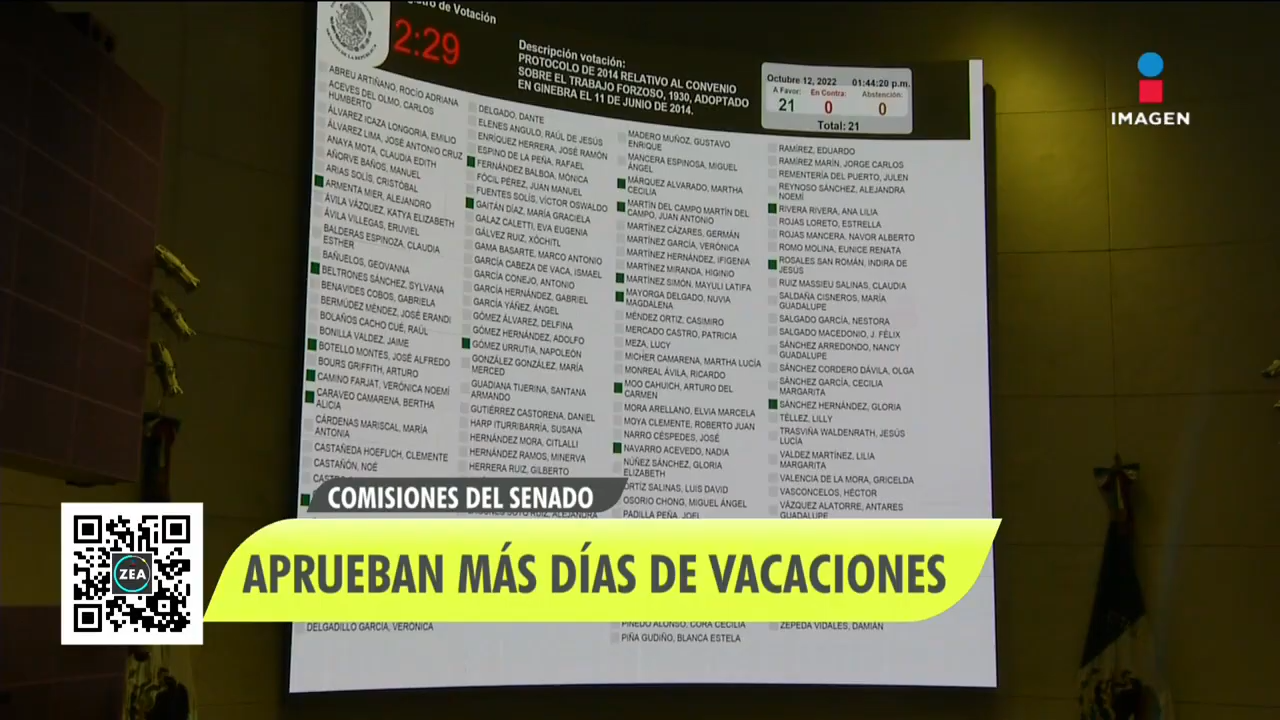 Registro de Votación
2:29
Descripción votación:
PROTOCOLO DE 2014 RELATIVO AL CONVENIO
SOBRE EL TRABAJO FORZOSO, 1930, ADOPTADO
EN GINEBRA EL 11 DE JUNIO DE 2014.
Octubre 12, 2022 01:44:20 p.m.
A Favor: En Contra: Abstención:
21 0 0
Total: 21
IMAGEN
ABREU ARTIÑANO, ROCÍO ADRIANA
ACEVES DEL OLMO, CARLOS
HUMBERTO
ÁLVAREZ ICAZA LONGORIA, EMILIO
ÁLVAREZ LIMA, JOSÉ ANTONIO CRUZ
ANAYA MOTA, CLAUDIA EDITH
AÑORVE BAÑOS, MANUEL
ARIAS SOLÍS, CRISTÓBAL
ARMENTA MIER, ALEJANDRO
ÁVILA VÁZQUEZ, KATYA ELIZABETH
ÁVILA VILLEGAS, ERUVIEL
BALDERAS ESPINOZA, CLAUDIA
ESTHER
BAÑUELOS, GEOVANNA
BELTRONES SÁNCHEZ, SYLVANA
BENAVIDES COBOS, GABRIELA
BERMÚDEZ MÉNDEZ, JOSÉ ERANDI
BOLAÑOS CACHO CUÉ, RAÚL
BONILLA VALDEZ, JAIME
BOTELLO MONTES, JOSÉ ALFREDO
BOURS GRIFFITH, ARTURO
CAMINO FARJAT, VERÓNICA NOEMÍ
CARAVEO CAMARENA, BERTHA
ALICIA
CÁRDENAS MARISCAL, MARÍA
ANTONIA
CASTAÑEDA HOEFLICH, CLEMENTE
CASTAÑÓN, NOÉ
DELGADILLO GARCÍA, VERÓNICA
DELGADO, DANTE
ELENES ANGULO, RAÚL DE JESÚS
ENRÍQUEZ HERRERA, JOSÉ RAMÓN
ESPINO DE LA PEÑA, RAFAEL
FERNÁNDEZ BALBOA, MÓNICA
FÓCIL PÉREZ, JUAN MANUEL
FUENTES SOLÍS, VÍCTOR OSWALDO
GAITÁN DÍAZ, MARÍA GRACIELA
GALAZ CALETTI, EVA EUGENIA
GÁLVEZ RUIZ, XÓCHITL
GAMA BASARTE, MARCO ANTONIO
GARCÍA CABEZA DE VACA, ISMAEL
GARCÍA CONEJO, ANTONIO
GARCÍA HERNÁNDEZ, GABRIEL
GARCÍA YÁÑEZ, ÁNGEL
GÓMEZ ÁLVAREZ, DELFINA
GÓMEZ HERNÁNDEZ, ADOLFO
GÓMEZ URRUTIA, NAPOLEÓN
GONZÁLEZ GONZÁLEZ, MARÍA
MERCED
GUADIANA TIJERINA, SANTANA
ARMANDO
GUTIÉRREZ CASTORENA, DANIEL
HARP ITURRIBARRÍA, SUSANA
HERNÁNDEZ MORA, CITLALLI
HERNÁNDEZ RAMOS, MINERVA
HERRERA RUIZ, GILBERTO
MADERO MUÑOZ, GUSTAVO
ENRIQUE
MANCERA ESPINOSA, MIGUEL
ÁNGEL
MÁRQUEZ ALVARADO, MARTHA
CECILIA
MARTÍN DEL CAMPO MARTÍN DEL
CAMPO, JUAN ANTONIO
MARTÍNEZ CÁZARES, GERMÁN
MARTÍNEZ GARCÍA, VERÓNICA
MARTÍNEZ HERNÁNDEZ, IFIGENIA
MARTÍNEZ MIRANDA, HIGINIO
MARTÍNEZ SIMÓN, MAYULI LATIFA
MAYORGA DELGADO, NUVIA
MAGDALENA
MÉNDEZ ORTIZ, CASIMIRO
MERCADO CASTRO, PATRICIA
MEZA, LUCY
MICHER CAMARENA, MARTHA LUCÍA
MONREAL ÁVILA, RICARDO
MOO CAHUICH, ARTURO DEL
CARMEN
MORA ARELLANO, ELVIA MARCELA
MOYA CLEMENTE, ROBERTO JUAN
NARRO CÉSPEDES, JOSÉ
NAVARRO ACEVEDO, NADIA
NÚÑEZ SÁNCHEZ, GLORIA
ELIZABETH
ORTÍZ SALINAS, LUIS DAVID
OSORIO CHONG, MIGUEL ÁNGEL
PADILLA PEÑA, JOEL
PINEDO ALONSO, CORA CECILIA
PIÑA GUDIÑO, BLANCA ESTELA
RAMÍREZ, EDUARDO
RAMÍREZ MARÍN, JORGE CARLOS
REMENTERÍA DEL PUERTO, JULEN
REYNOSO SÁNCHEZ, ALEJANDRA
NOEMÍ
RIVERA RIVERA, ANA LILIA
ROJAS LORETO, ESTRELLA
ROJAS MANCERA, NAVOR ALBERTO
ROMO MOLINA, EUNICE RENATA
ROSALES SAN ROMÁN, INDIRA DE
JESÚS
RUIZ MASSIEU SALINAS, CLAUDIA
SALDAÑA CISNEROS, MARÍA
GUADALUPE
SALGADO GARCÍA, NESTORA
SALGADO MACEDONIO, J. FÉLIX
SÁNCHEZ ARREDONDO, NANCY
GUADALUPE
SÁNCHEZ CORDERO DÁVILA, OLGA
SÁNCHEZ GARCÍA, CECILIA
MARGARITA
SÁNCHEZ HERNÁNDEZ, GLORIA
TÉLLEZ, LILLY
TRASVIÑA WALDENRATH, JESÚS
LUCÍA
VALDEZ MARTÍNEZ, LILIA
MARGARITA
VALENCIA DE LA MORA, GRICELDA
VASCONCELOS, HÉCTOR
VÁZQUEZ ALATORRE, ANTARES
GUADALUPE
ZEPEDA VIDALES, DAMIÁN
COMISIONES DEL SENADO
APRUEBAN MÁS DÍAS DE VACACIONES
ZEA